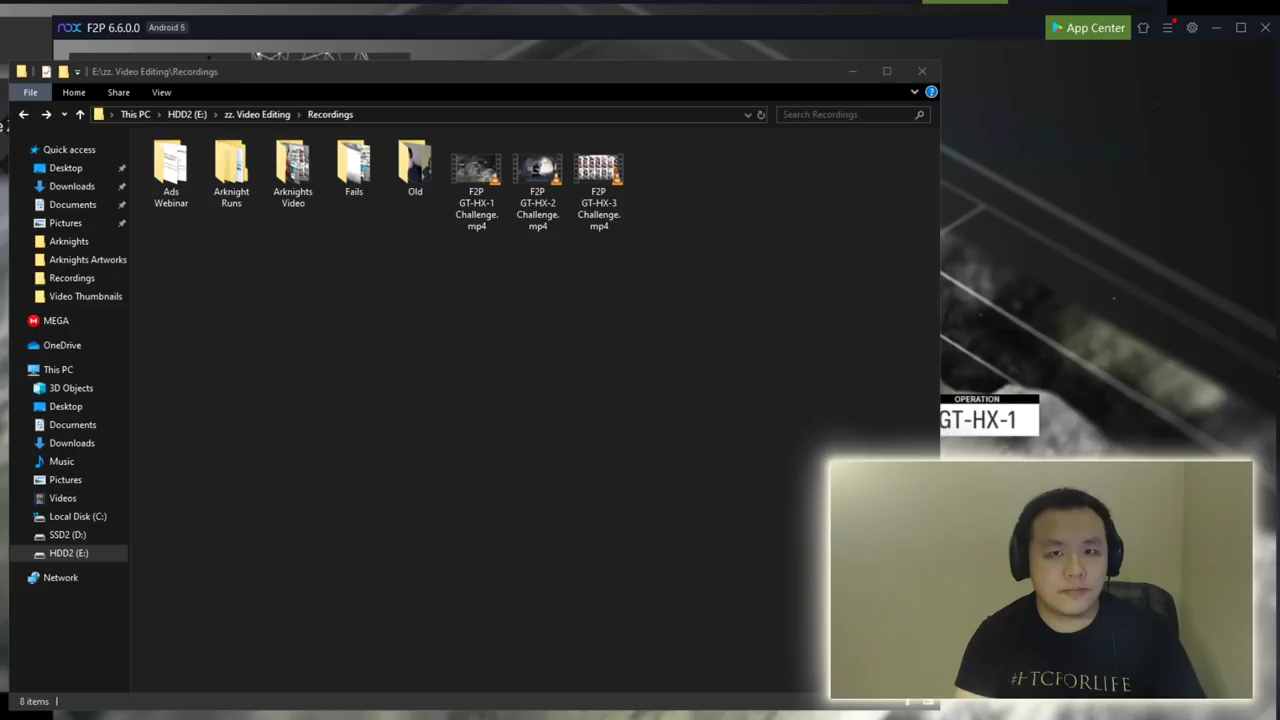 nox F2P 6.6.0.0 Android 5
App Center
E:\zz. Video Editing\Recordings
File Home Share View
This PC > HDD2 (E:) > zz. Video Editing > Recordings
Search Recordings
Quick access
Desktop
Downloads
Documents
Pictures
Arknights
Arknights Artworks
Recordings
Video Thumbnails
MEGA
OneDrive
This PC
3D Objects
Desktop
Documents
Downloads
Music
Pictures
Videos
Local Disk (C:)
SSD2 (D:)
HDD2 (E:)
Network
Ads
Webinar
Arknight
Runs
Arknights
Video
Fails
Old
F2P
GT-HX-1
Challenge.
mp4
F2P
GT-HX-2
Challenge.
mp4
F2P
GT-HX-3
Challenge.
mp4
OPERATION
GT-HX-1
#FTCFORLIFE
8 items